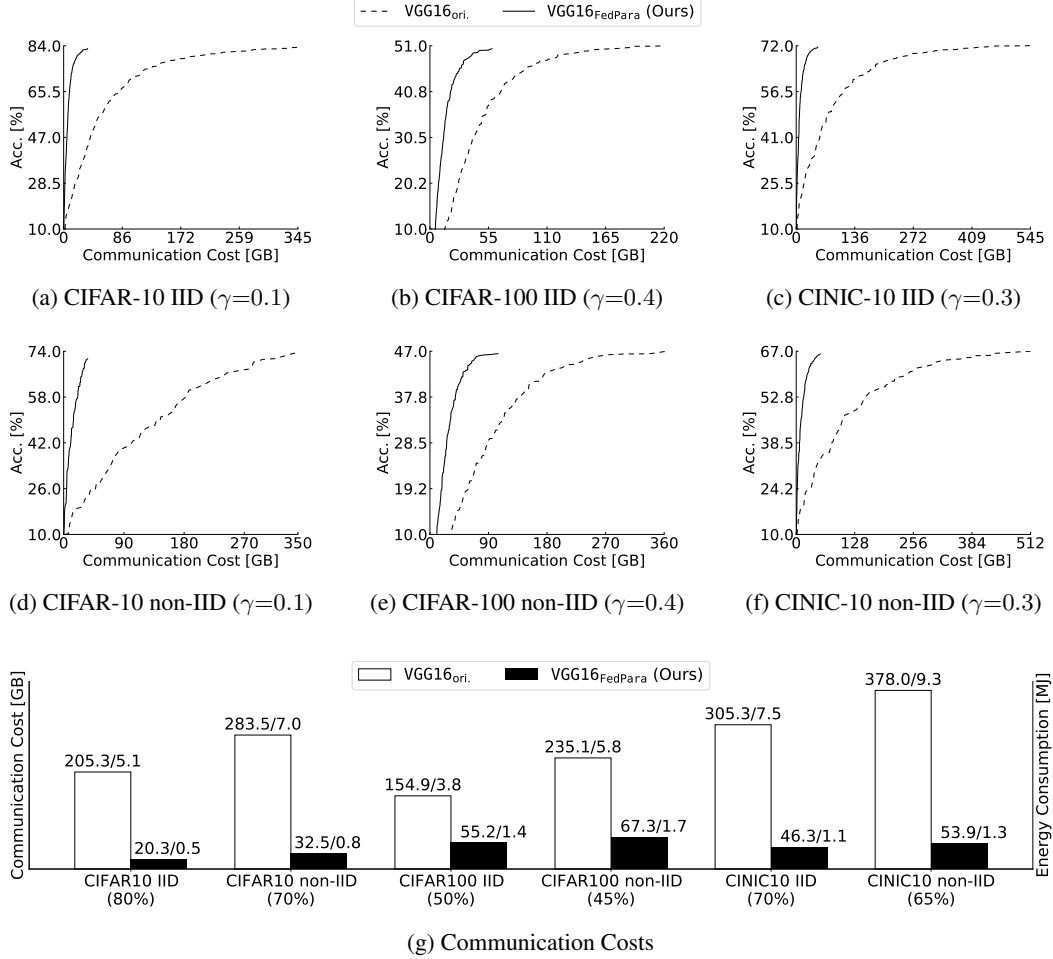 VGG16ori. VGG16FedPara (Ours)
84.0 51.0 72.0
65.5 40.8 56.5
Acc. [%] Acc. [%] Acc. [%]
47.0 30.5 41.0
28.5 20.2 25.5
10.0 10.0 10.0
0 86 172 259 345 0 55 110 165 220 0 136 272 409 545
Communication Cost [GB] Communication Cost [GB] Communication Cost [GB]
(a) CIFAR-10 IID (γ=0.1) (b) CIFAR-100 IID (γ=0.4) (c) CINIC-10 IID (γ=0.3)
74.0 47.0 67.0
58.0 37.8 52.8
Acc. [%] Acc. [%] Acc. [%]
42.0 28.5 38.5
26.0 19.2 24.2
10.0 10.0 10.0
0 90 180 270 350 0 90 180 270 360 0 128 256 384 512
Communication Cost [GB] Communication Cost [GB] Communication Cost [GB]
(d) CIFAR-10 non-IID (γ=0.1) (e) CIFAR-100 non-IID (γ=0.4) (f) CINIC-10 non-IID (γ=0.3)
VGG16ori. VGG16FedPara (Ours)
Communication Cost [GB]
Energy Consumption [MJ]
205.3/5.1 20.3/0.5 283.5/7.0 32.5/0.8 154.9/3.8 55.2/1.4 235.1/5.8 67.3/1.7 305.3/7.5 46.3/1.1 378.0/9.3 53.9/1.3
CIFAR10 IID CIFAR10 non-IID CIFAR100 IID CIFAR100 non-IID CINIC10 IID CINIC10 non-IID
(80%) (70%) (50%) (45%) (70%) (65%)
(g) Communication Costs